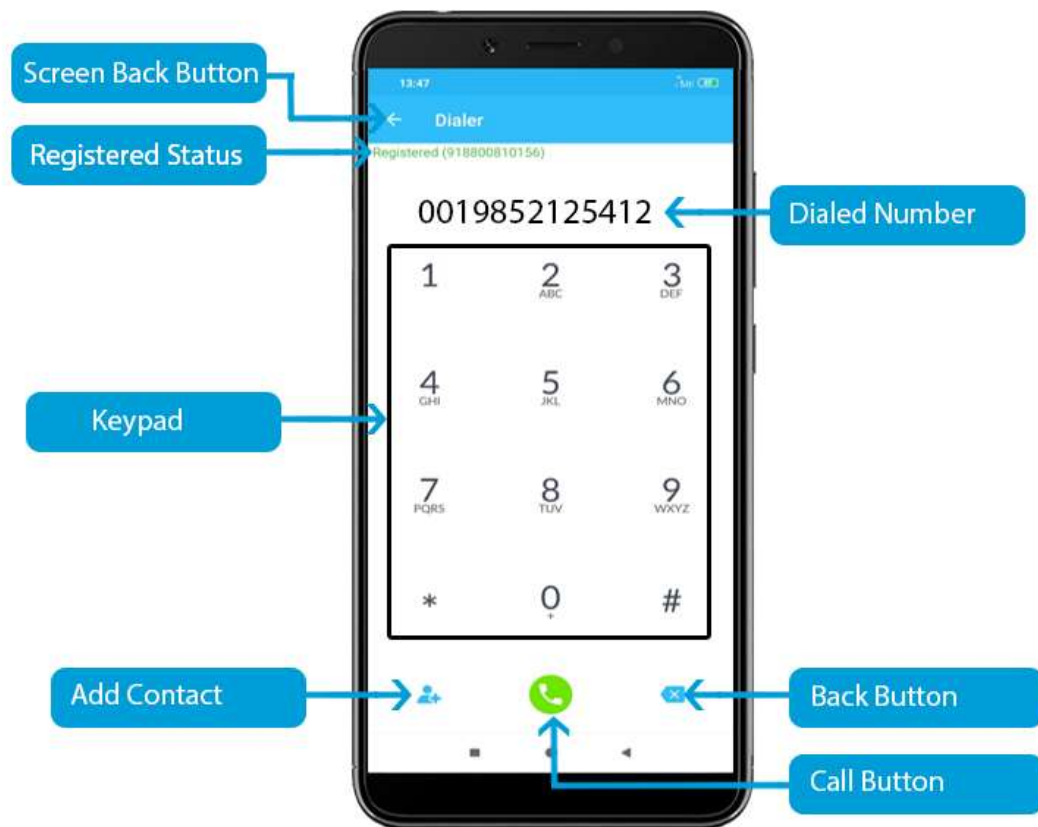 Screen Back Button
13:47
Dialer
Registered Status
Registered (918800810156)
0019852125412
Dialed Number
1
2
ABC
3
DEF
4
GHI
5
JKL
6
MNO
Keypad
7
PQRS
8
TUV
9
WXYZ
*
0
+
#
Add Contact
Back Button
Call Button